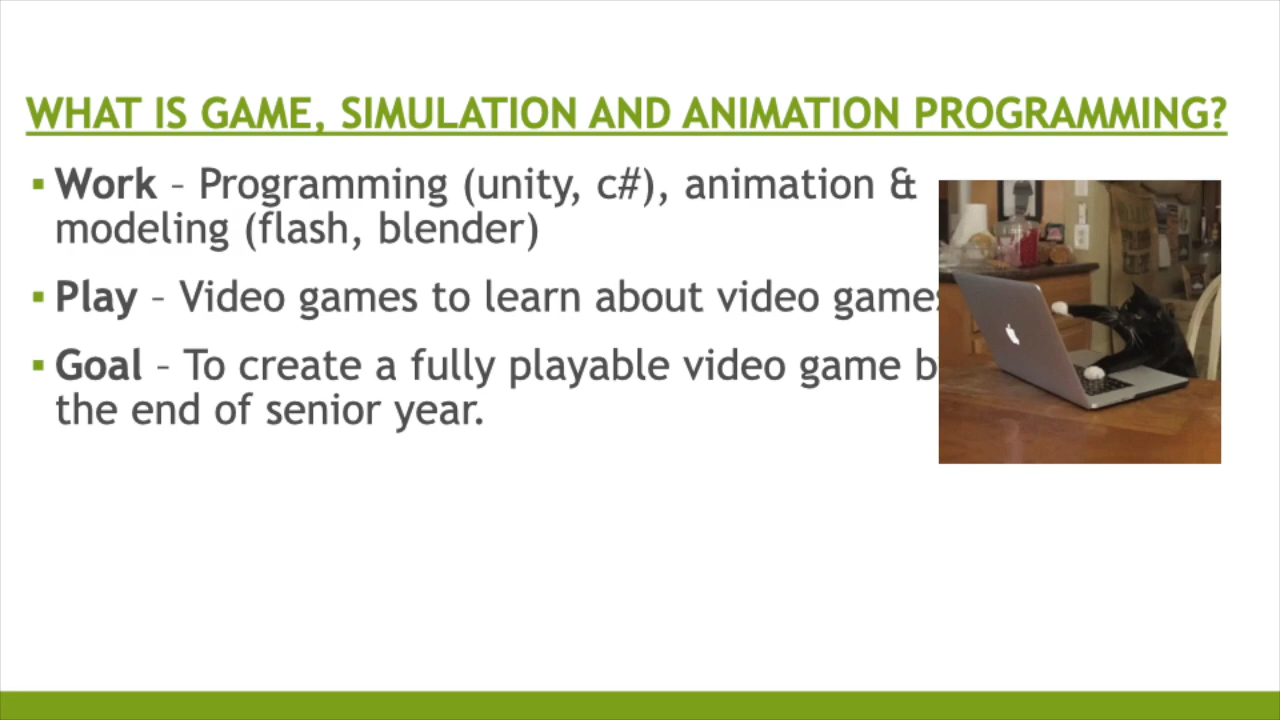 WHAT IS GAME, SIMULATION AND ANIMATION PROGRAMMING?
▪ Work – Programming (unity, c#), animation &
modeling (flash, blender)
▪ Play – Video games to learn about video games
▪ Goal – To create a fully playable video game b
the end of senior year.